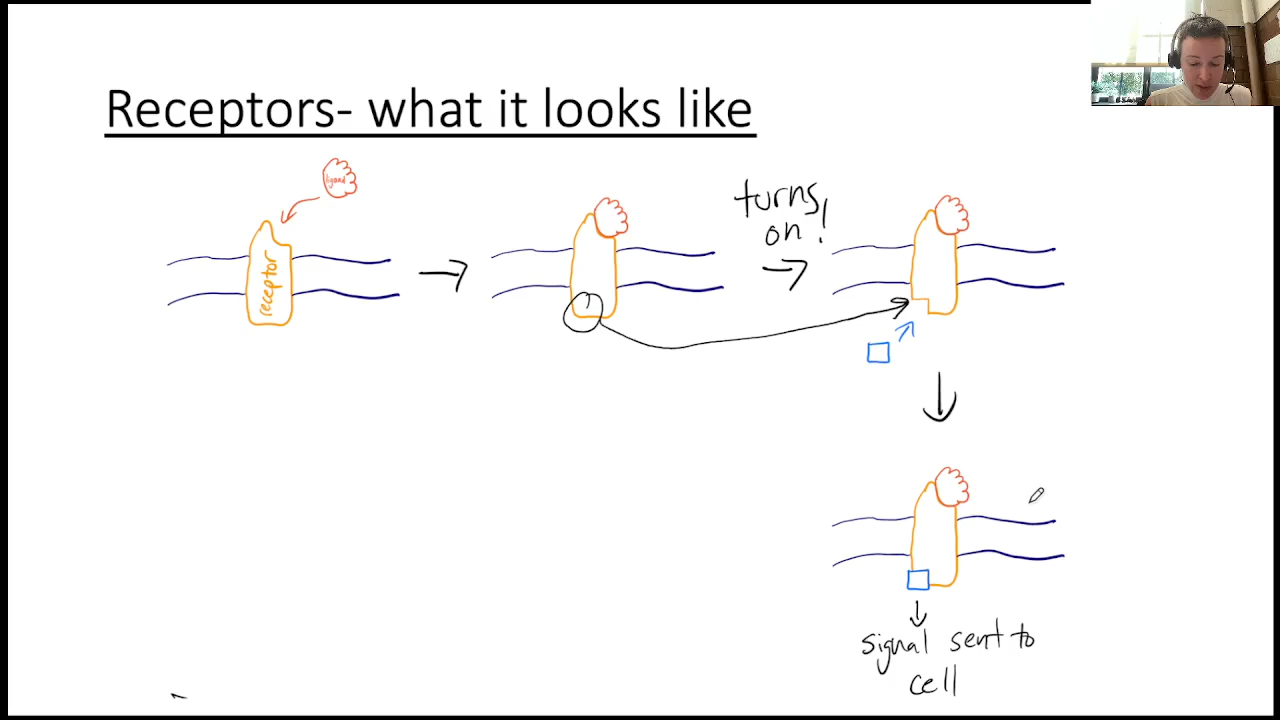 Receptors- what it looks like
ligand
receptor
turns
on!
signal sent to
cell